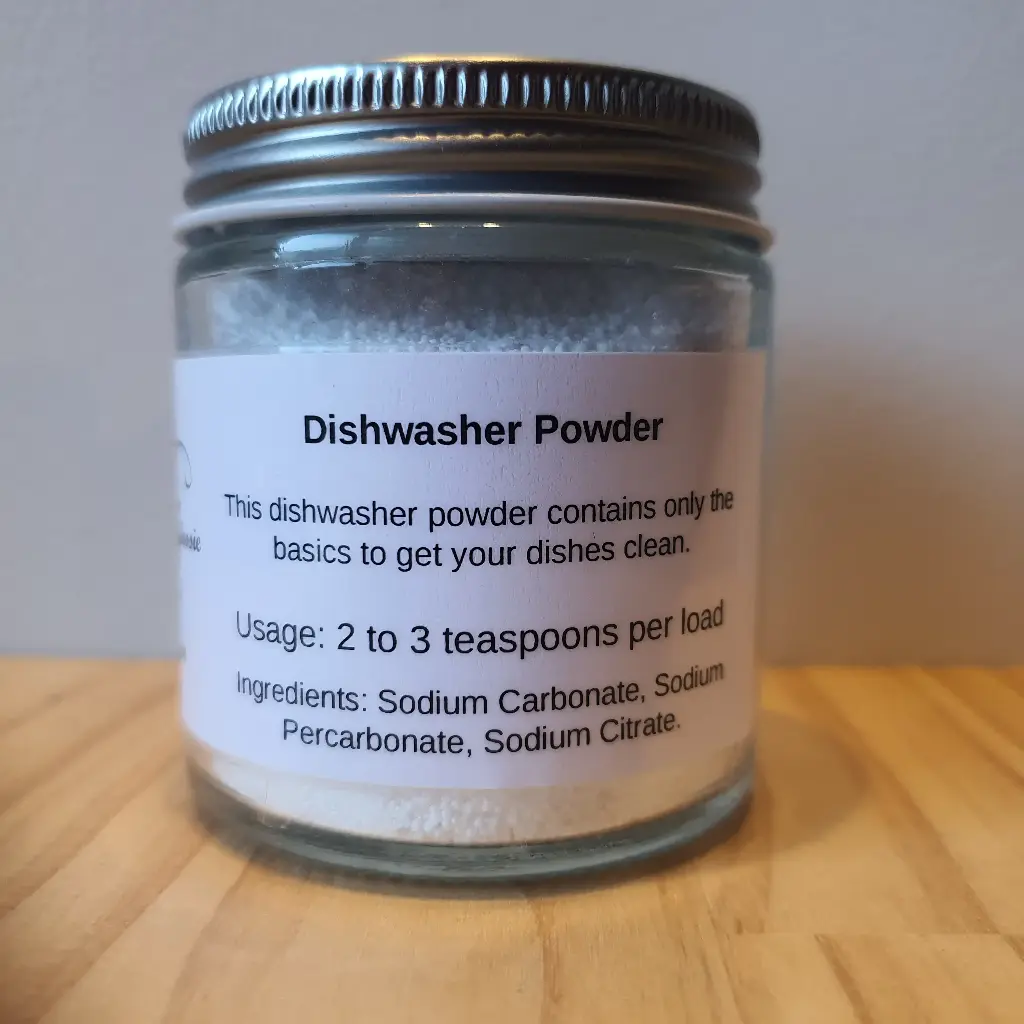 Dishwasher Powder
This dishwasher powder contains only the
basics to get your dishes clean.
Usage: 2 to 3 teaspoons per load
Ingredients: Sodium Carbonate, Sodium
Percarbonate, Sodium Citrate.